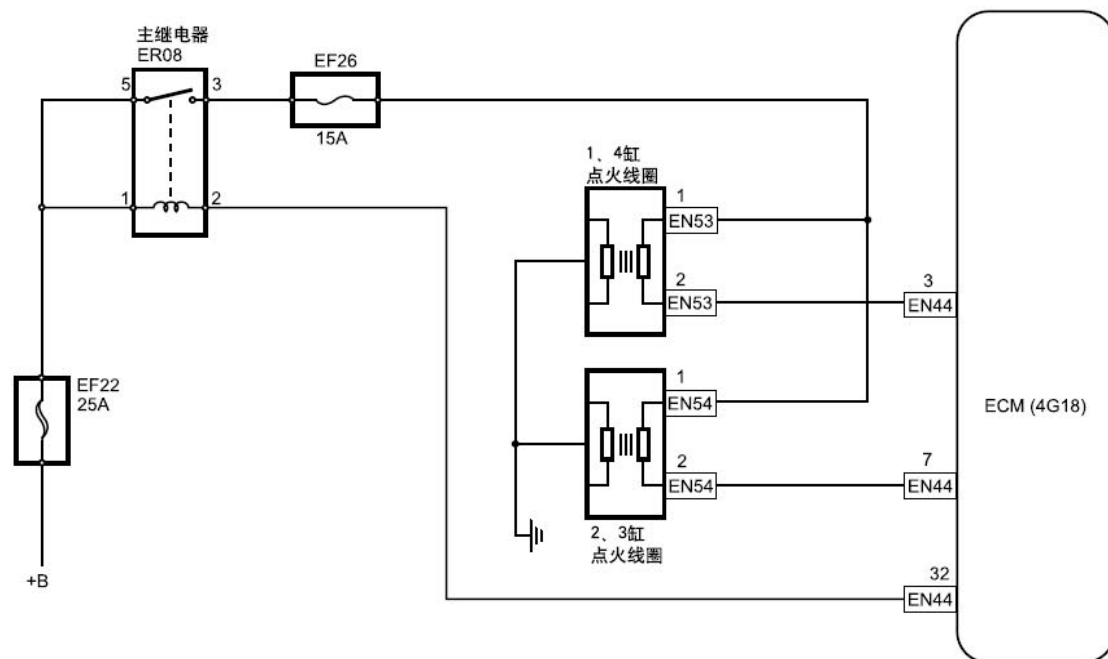 主继电器
ER08
5
3
1
2
EF26
15A
1、4缸
点火线圈
1
EN53
2
EN53
3
EN44
EF22
25A
1
EN54
2
EN54
7
EN44
2、3缸
点火线圈
32
EN44
ECM (4G18)
+B